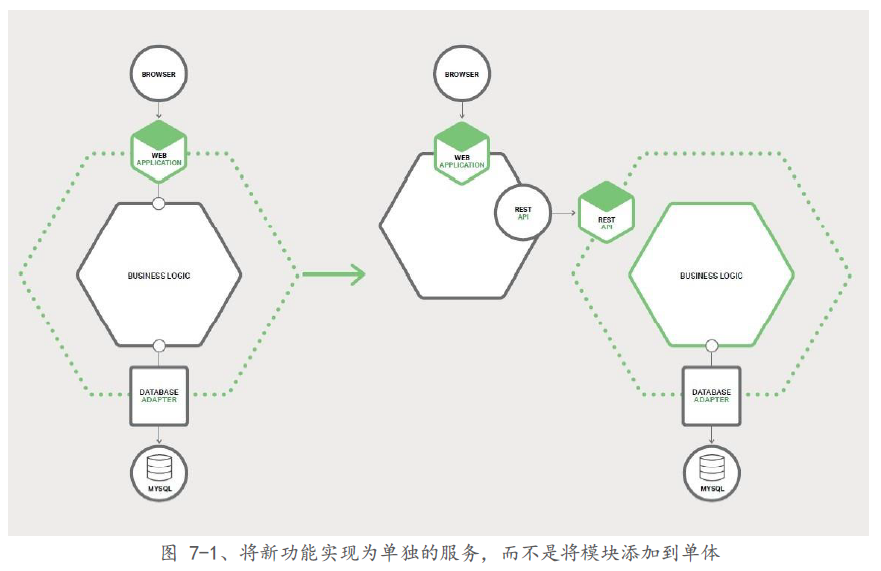 BROWSER
WEB
APPLICATION
BUSINESS LOGIC
DATABASE
ADAPTER
MYSQL
BROWSER
WEB
APPLICATION
REST
API
REST
API
BUSINESS LOGIC
DATABASE
ADAPTER
MYSQL
图 7-1、将新功能实现为单独的服务，而不是将模块添加到单体